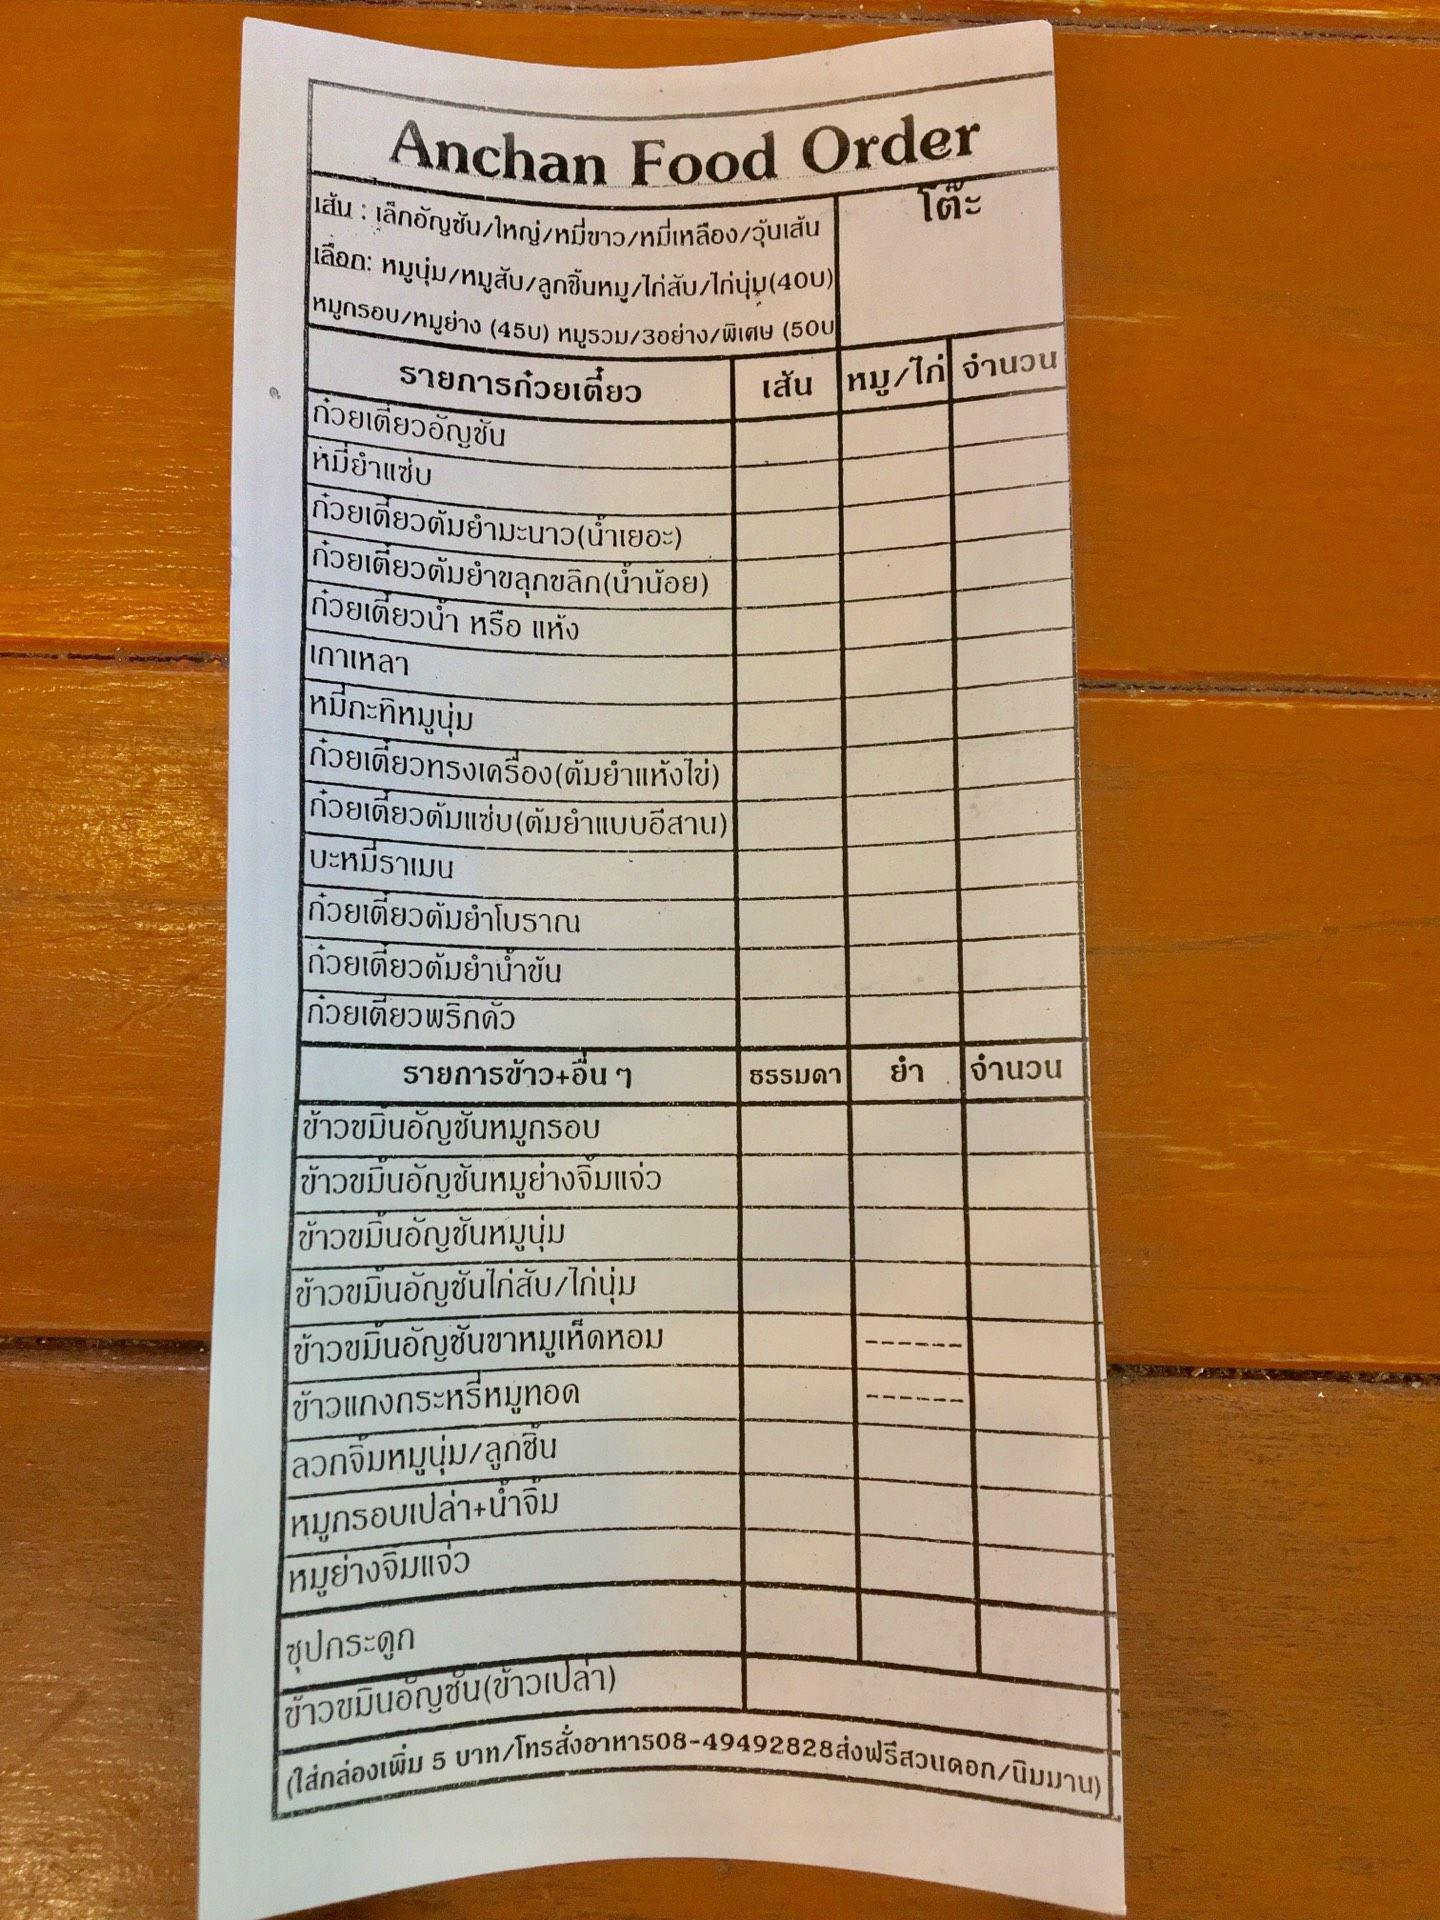 Anchan Food Order
เส้น : เล็กอัญชัน/ใหญ่/หมี่ขาว/หมี่เหลือง/วุ้นเส้น
โต๊ะ
เลือก: หมูนุ่ม/หมูสับ/ลูกชิ้นหมู/ไก่สับ/ไก่นุ่ม(40บ)
หมูกรอบ/หมูย่าง (45บ) หมูรวม/3อย่าง/พิเศษ (50บ
รายการก๋วยเตี๋ยว เส้น หมู/ไก่ จำนวน
ก๋วยเตี๋ยวอัญชัน
หมี่ยำแซ่บ
ก๋วยเตี๋ยวต้มยำมะนาว(น้ำเยอะ)
ก๋วยเตี๋ยวต้มยำขลุกขลิก(น้ำน้อย)
ก๋วยเตี๋ยวน้ำ หรือ แห้ง
เกาเหลา
หมี่กะทิหมูนุ่ม
ก๋วยเตี๋ยวทรงเครื่อง(ต้มยำแห้งไข่)
ก๋วยเตี๋ยวต้มแซ่บ(ต้มยำแบบอีสาน)
บะหมี่ราเมน
ก๋วยเตี๋ยวต้มยำโบราณ
ก๋วยเตี๋ยวต้มยำน้ำข้น
ก๋วยเตี๋ยวพริกคั่ว
รายการข้าว+อื่น ๆ ธรรมดา ยำ จำนวน
ข้าวขมิ้นอัญชันหมูกรอบ
ข้าวขมิ้นอัญชันหมูย่างจิ้มแจ่ว
ข้าวขมิ้นอัญชันหมูนุ่ม
ข้าวขมิ้นอัญชันไก่สับ/ไก่นุ่ม
ข้าวขมิ้นอัญชันขาหมูเห็ดหอม ------
ข้าวแกงกระหรี่หมูทอด ------
ลวกจิ้มหมูนุ่ม/ลูกชิ้น
หมูกรอบเปล่า+น้ำจิ้ม
หมูย่างจิ้มแจ่ว
ซุปกระดูก
ข้าวขมิ้นอัญชัน(ข้าวเปล่า)
(ใส่กล่องเพิ่ม 5 บาท/โทรสั่งอาหาร08-49492828ส่งฟรีสวนดอก/นิมมาน)